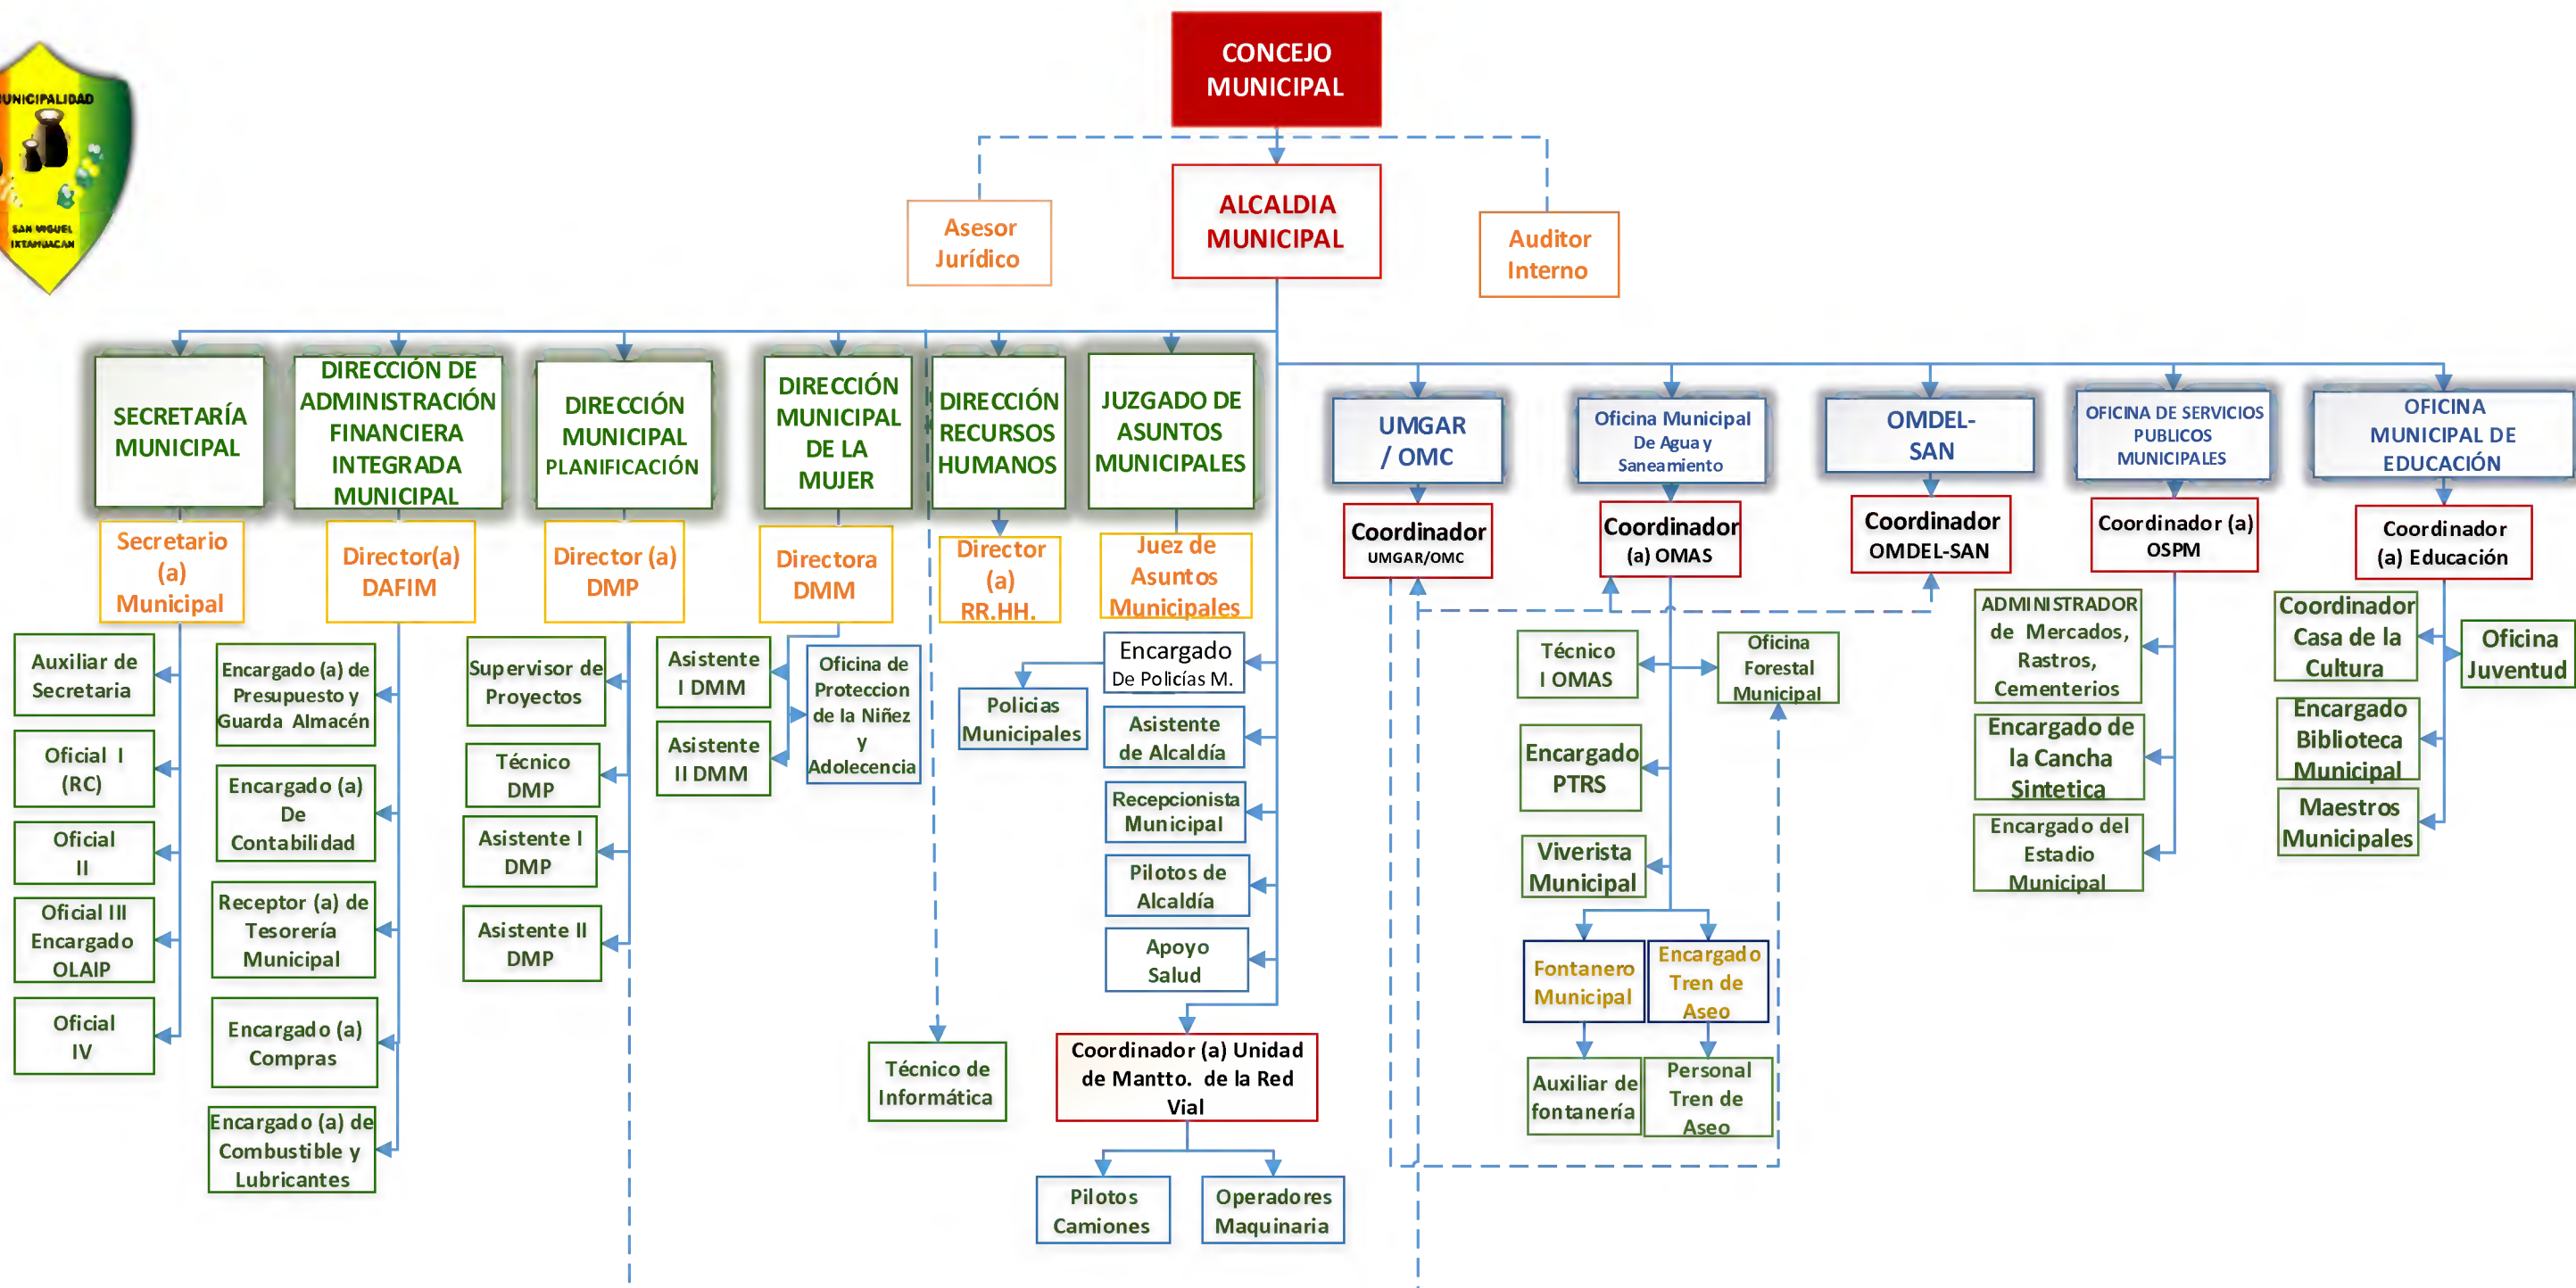 CONCEJO
MUNICIPAL
MUNICIPALIDAD
SAN MIGUEL
IXTAHUACAN
ALCALDIA
MUNICIPAL
Asesor
Jurídico
Auditor
Interno
SECRETARÍA
MUNICIPAL
DIRECCIÓN DE
ADMINISTRACIÓN
FINANCIERA
INTEGRADA
MUNICIPAL
DIRECCIÓN
MUNICIPAL
PLANIFICACIÓN
DIRECCIÓN
MUNICIPAL
DE LA
MUJER
DIRECCIÓN
RECURSOS
HUMANOS
JUZGADO DE
ASUNTOS
MUNICIPALES
UMGAR
/ OMC
Oficina Municipal
De Agua y
Saneamiento
OMDEL-
SAN
OFICINA DE SERVICIOS
PUBLICOS
MUNICIPALES
OFICINA
MUNICIPAL DE
EDUCACIÓN
Secretario
(a)
Municipal
Director(a)
DAFIM
Director (a)
DMP
Directora
DMM
Director
(a)
RR.HH.
Juez de
Asuntos
Municipales
Coordinador
UMGAR/OMC
Coordinador
(a) OMAS
Coordinador
OMDEL-SAN
Coordinador (a)
OSPM
Coordinador
(a) Educación
Auxiliar de
Secretaria
Oficial I
(RC)
Oficial
II
Oficial III
Encargado
OLAIP
Oficial
IV
Encargado (a) de
Presupuesto y
Guarda Almacén
Encargado (a)
De
Contabilidad
Receptor (a) de
Tesorería
Municipal
Encargado (a)
Compras
Encargado (a) de
Combustible y
Lubricantes
Supervisor de
Proyectos
Técnico
DMP
Asistente I
DMP
Asistente II
DMP
Asistente
I DMM
Asistente
II DMM
Oficina de
Proteccion
de la Niñez
y
Adolecencia
Técnico de
Informática
Encargado
De Policías M.
Policias
Municipales
Asistente
de Alcaldía
Recepcionista
Municipal
Pilotos de
Alcaldía
Apoyo
Salud
Coordinador (a) Unidad
de Mantto. de la Red
Vial
Pilotos
Camiones
Operadores
Maquinaria
Técnico
I OMAS
Oficina
Forestal
Municipal
Encargado
PTRS
Viverista
Municipal
Fontanero
Municipal
Encargado
Tren de
Aseo
Auxiliar de
fontanería
Personal
Tren de
Aseo
ADMINISTRADOR
de Mercados,
Rastros,
Cementerios
Encargado de
la Cancha
Sintetica
Encargado del
Estadio
Municipal
Coordinador
Casa de la
Cultura
Oficina
Juventud
Encargado
Biblioteca
Municipal
Maestros
Municipales